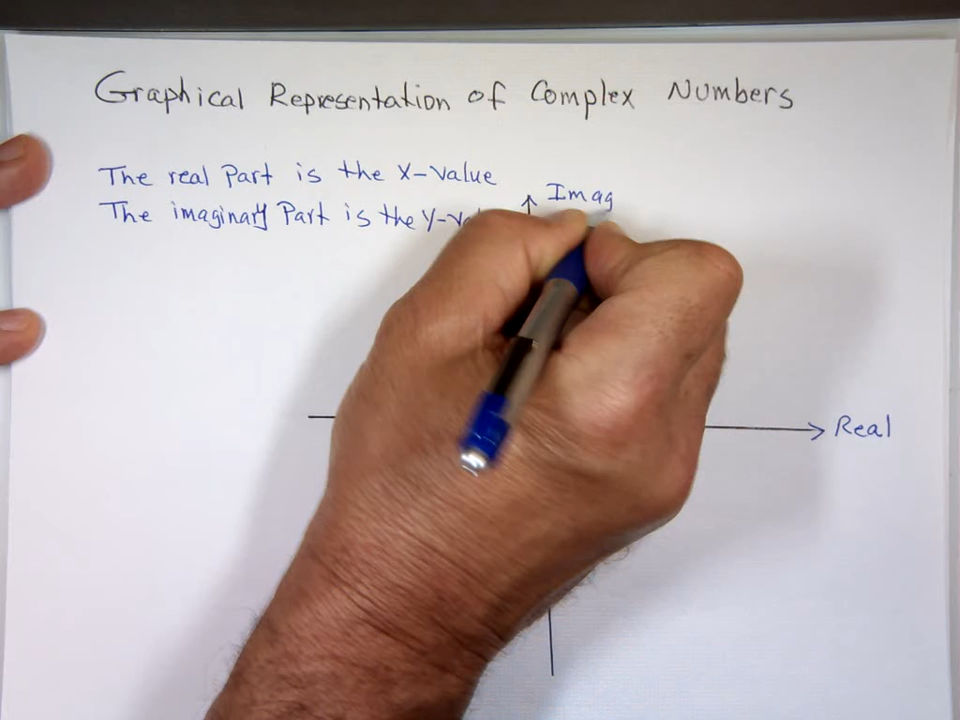 Graphical Representation of Complex Numbers
The real Part is the X-Value
The imaginary Part is the
Imag
Real